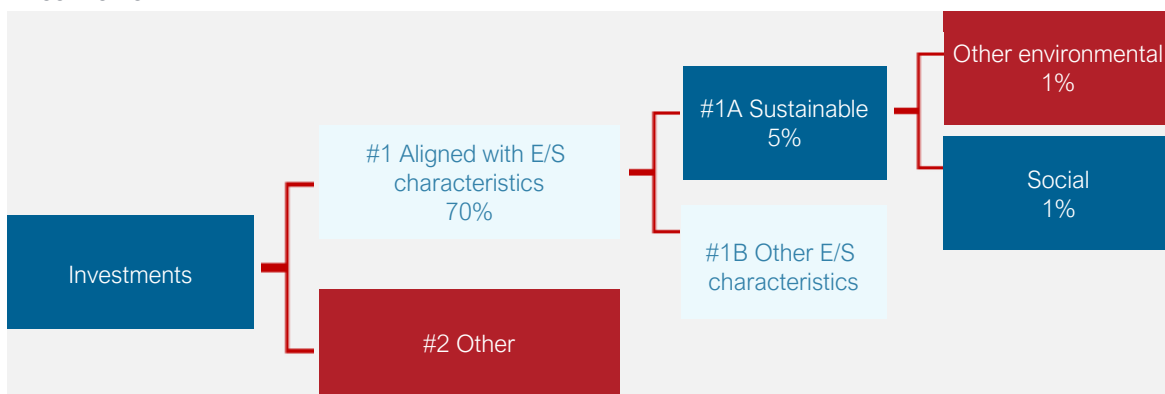 Investments
#1 Aligned with E/S
characteristics
70%
#2 Other
#1A Sustainable
5%
#1B Other E/S
characteristics
Other environmental
1%
Social
1%